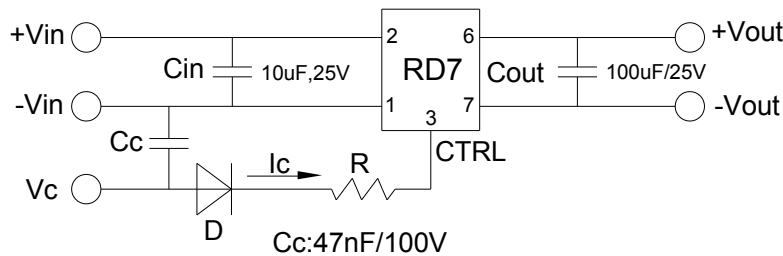 +Vin 2 6 +Vout
Cin 10uF,25V RD7 Cout 100uF/25V
-Vin 1 7 -Vout
3
Cc CTRL
Ic R
Vc
D
Cc:47nF/100V